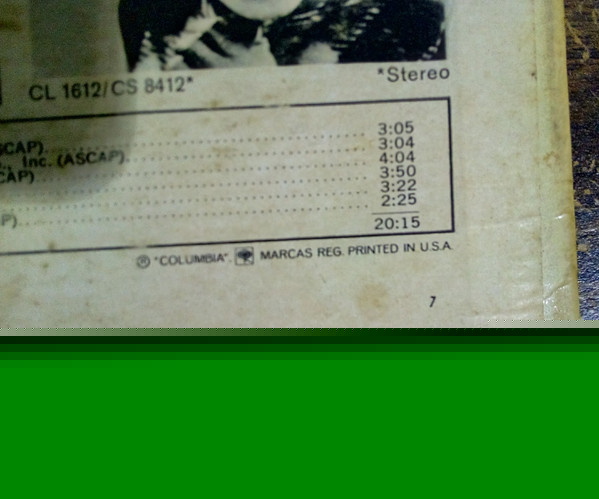 CL 1612/CS 8412*
*Stereo
SCAP) 3:05
Inc. (ASCAP) 3:04
CAP) 4:04
3:50
3:22
P) 2:25
20:15
® "COLUMBIA", MARCAS REG. PRINTED IN U.S.A.
7